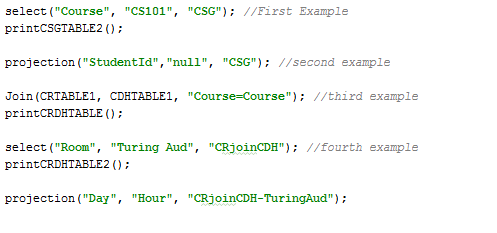 select("Course", "CS101", "CSG"); //First Example
printCSGTABLE2();
projection("StudentId","null", "CSG"); //second example
Join(CRTABLE1, CDHTABLE1, "Course=Course"); //third example
printCRDHTABLE();
select("Room", "Turing Aud", "CRjoinCDH"); //fourth example
printCRDHTABLE2();
projection("Day", "Hour", "CRjoinCDH-TuringAud");